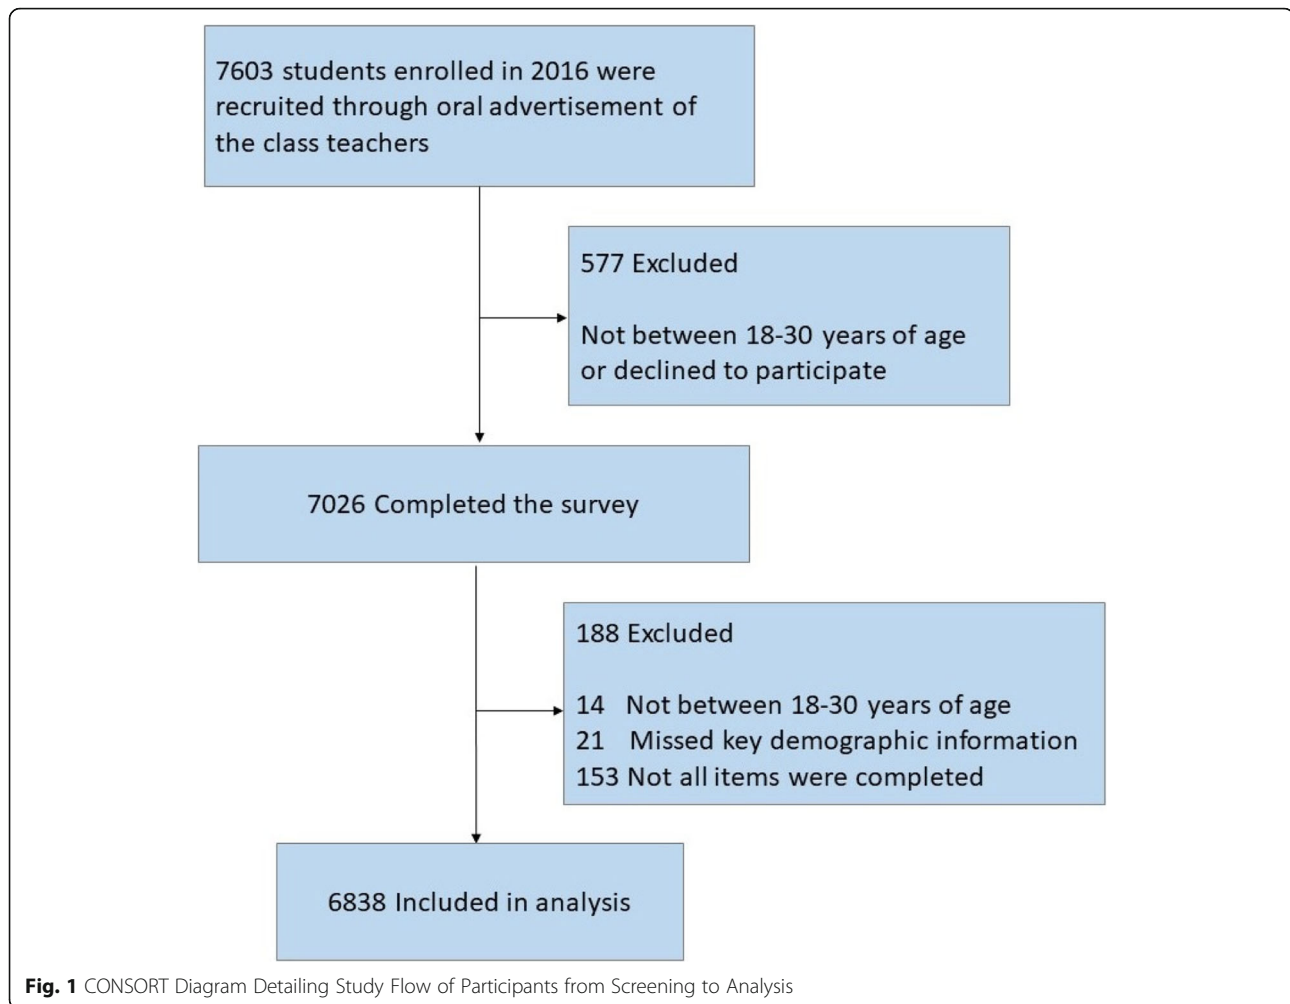 7603 students enrolled in 2016 were
recruited through oral advertisement of
the class teachers
577 Excluded
Not between 18-30 years of age
or declined to participate
7026 Completed the survey
188 Excluded
14 Not between 18-30 years of age
21 Missed key demographic information
153 Not all items were completed
6838 Included in analysis
Fig. 1 CONSORT Diagram Detailing Study Flow of Participants from Screening to Analysis